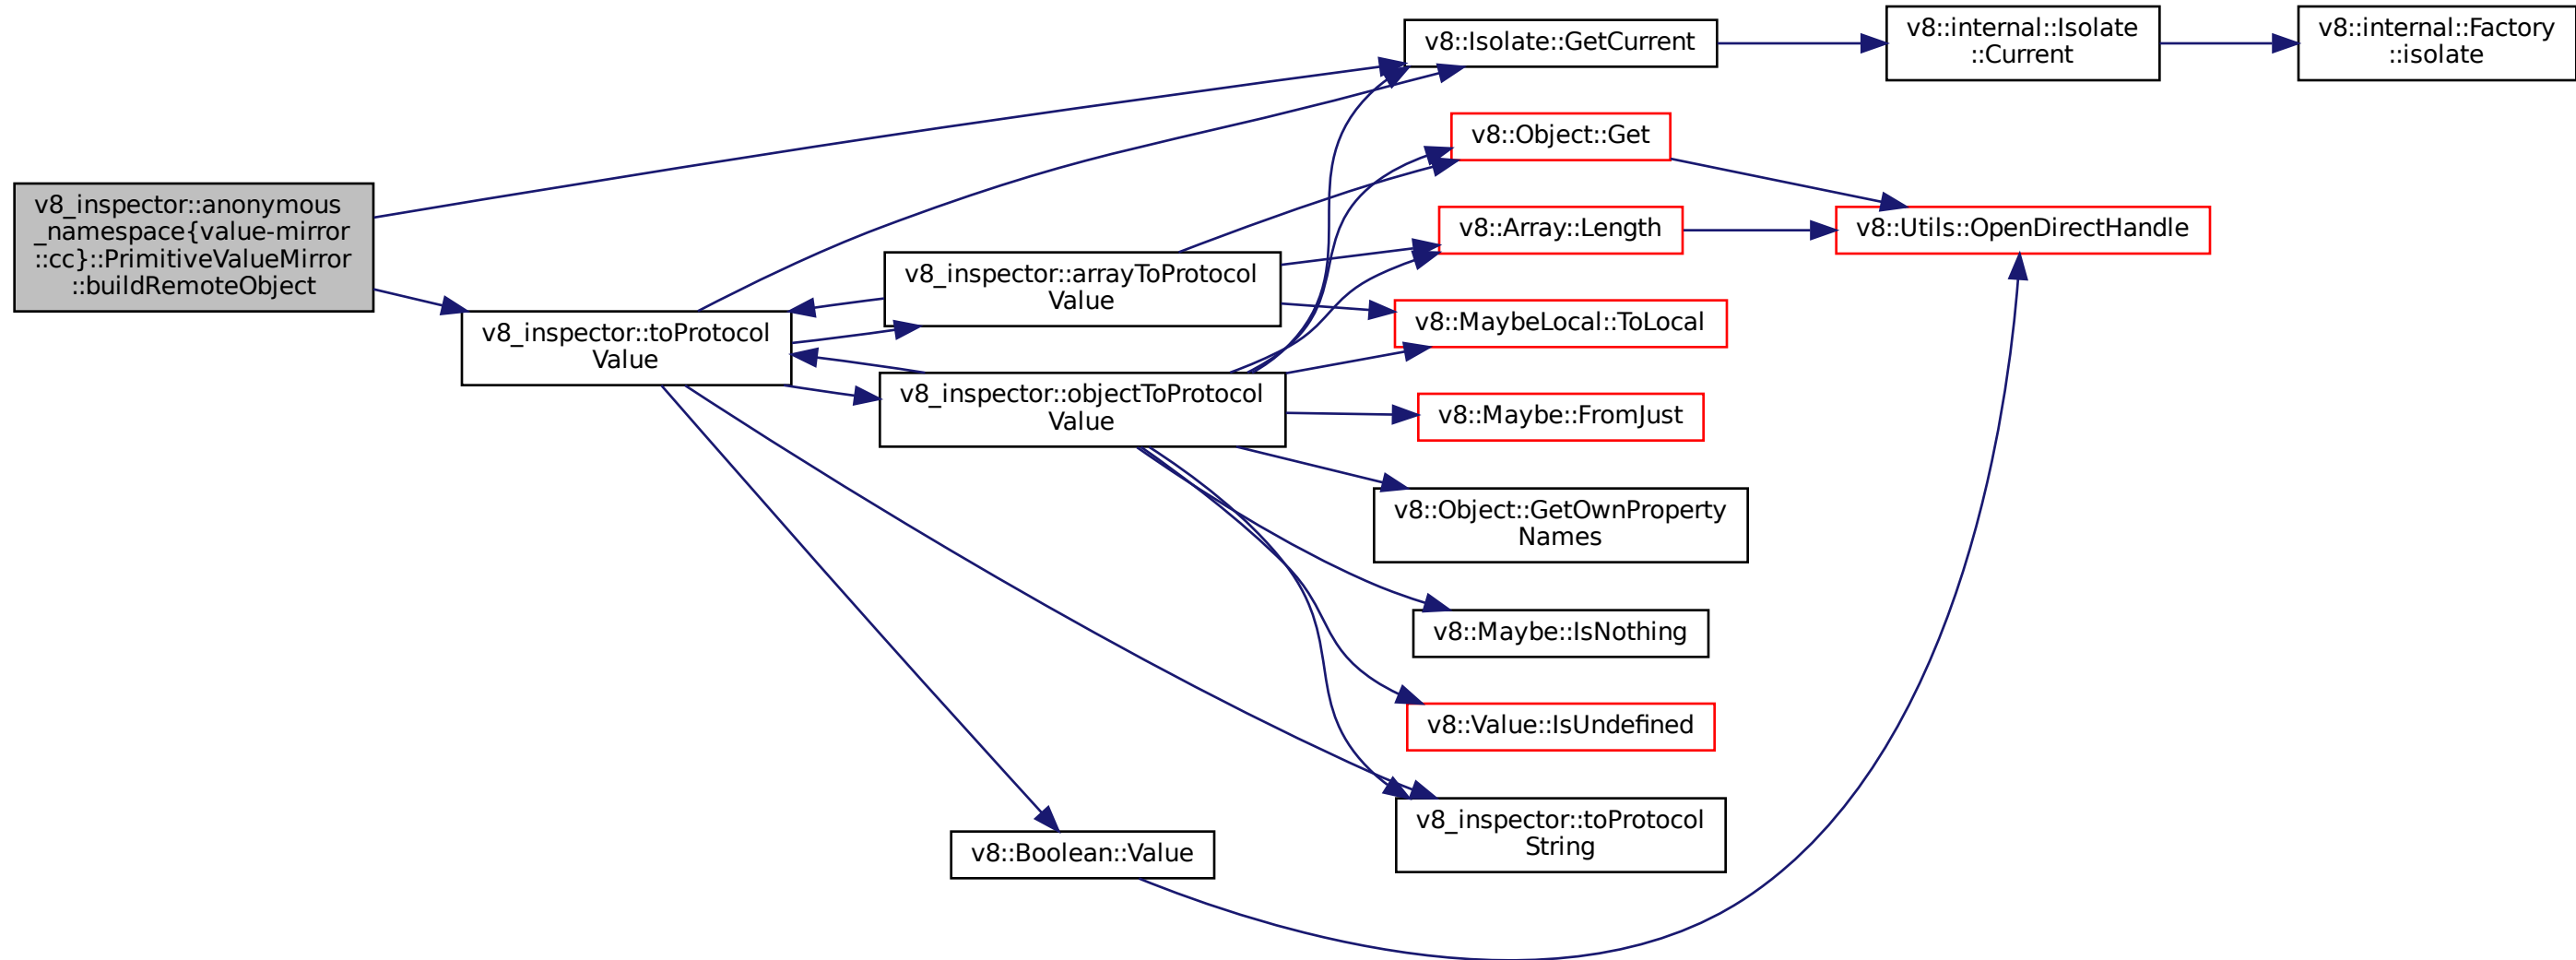 v8_inspector::anonymous
_namespace{value-mirror
::cc}::PrimitiveValueMirror
::buildRemoteObject
v8_inspector::toProtocol
Value
v8_inspector::arrayToProtocol
Value
v8_inspector::objectToProtocol
Value
v8::Boolean::Value
v8::Isolate::GetCurrent
v8::Object::Get
v8::Array::Length
v8::MaybeLocal::ToLocal
v8::Maybe::FromJust
v8::Object::GetOwnProperty
Names
v8::Maybe::IsNothing
v8::Value::IsUndefined
v8_inspector::toProtocol
String
v8::internal::Isolate
::Current
v8::Utils::OpenDirectHandle
v8::internal::Factory
::isolate